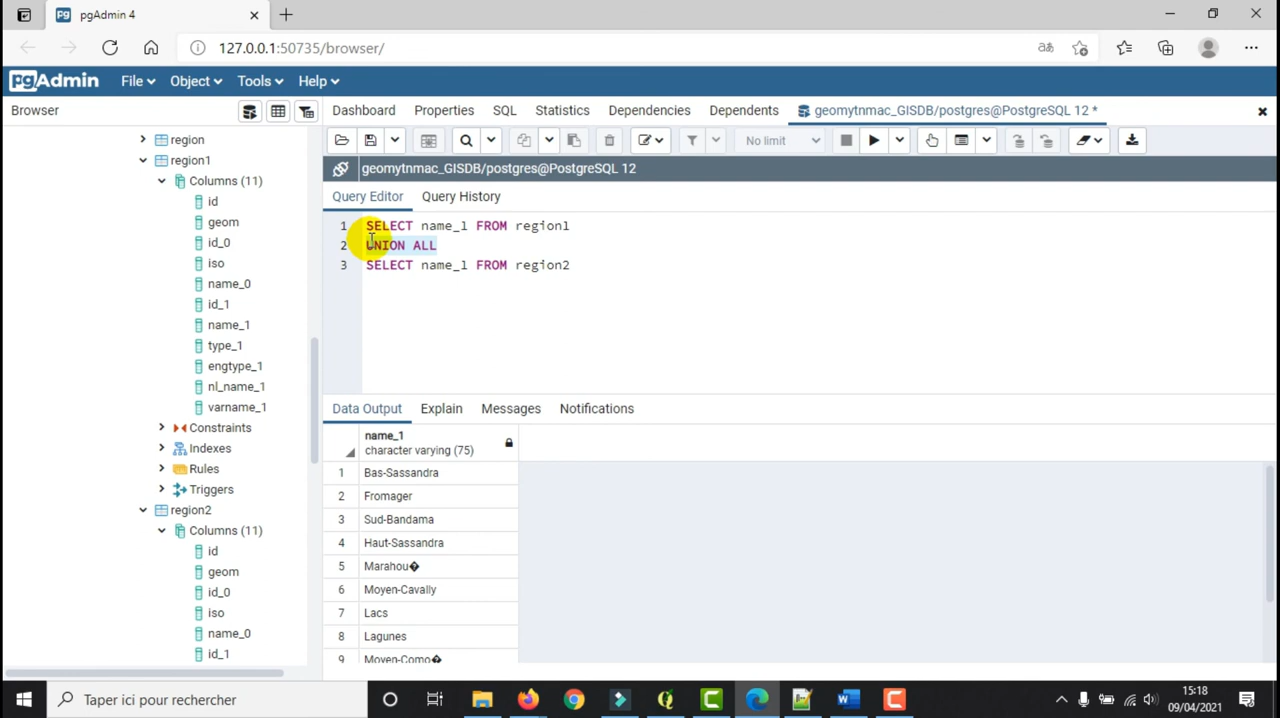 pgAdmin 4
127.0.0.1:50735/browser/
pgAdmin File Object Tools Help
Browser
Dashboard Properties SQL Statistics Dependencies Dependents geomytnmac_GISDB/postgres@PostgreSQL 12 *
No limit
geomytnmac_GISDB/postgres@PostgreSQL 12
Query Editor Query History
region
region1
Columns (11)
id
geom
id_0
iso
name_0
id_1
name_1
type_1
engtype_1
nl_name_1
varname_1
Constraints
Indexes
Rules
Triggers
region2
Columns (11)
id
geom
id_0
iso
name_0
id_1
1 SELECT name_1 FROM region1
2 UNION ALL
3 SELECT name_1 FROM region2
Data Output Explain Messages Notifications
name_1
character varying (75)
1 Bas-Sassandra
2 Fromager
3 Sud-Bandama
4 Haut-Sassandra
5 Marahou�
6 Moyen-Cavally
7 Lacs
8 Lagunes
9 Moyen-Como�
Taper ici pour rechercher
15:18
09/04/2021